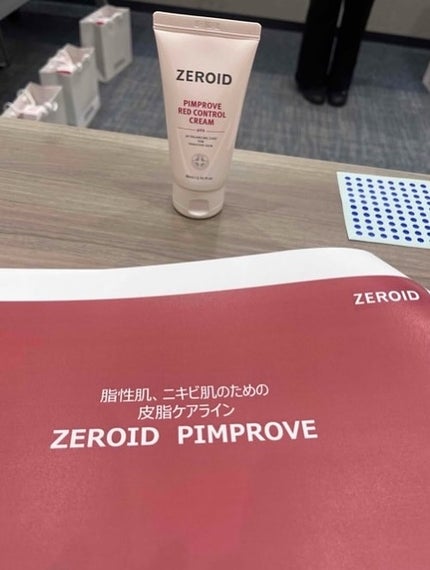 ZEROID
PIMPROVE
RED CONTROL
CREAM
ZEROID
脂性肌、ニキビ肌のための
皮脂ケアライン
ZEROID PIMPROVE